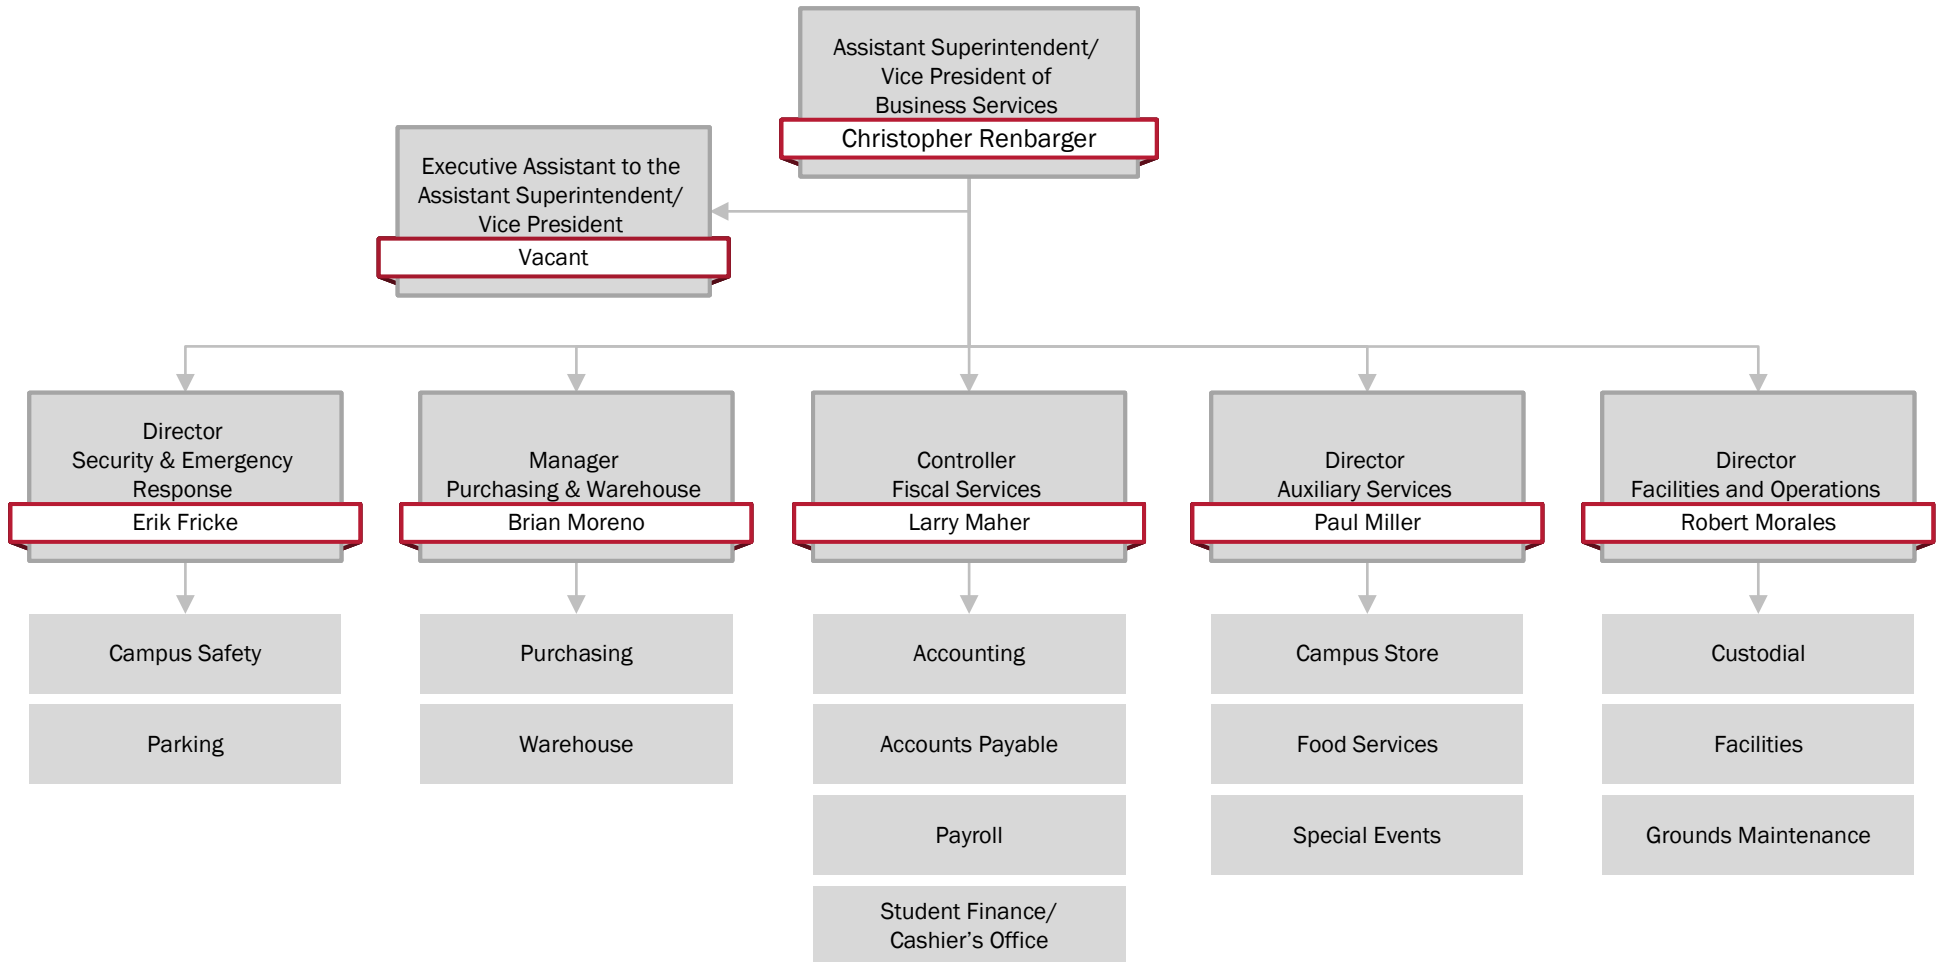 Assistant Superintendent/
Vice President of
Business Services
Christopher Renbarger
Executive Assistant to the
Assistant Superintendent/
Vice President
Vacant
Director
Security & Emergency
Response
Erik Fricke
Manager
Purchasing & Warehouse
Brian Moreno
Controller
Fiscal Services
Larry Maher
Director
Auxiliary Services
Paul Miller
Director
Facilities and Operations
Robert Morales
Campus Safety
Parking
Purchasing
Warehouse
Accounting
Accounts Payable
Payroll
Student Finance/
Cashier’s Office
Campus Store
Food Services
Special Events
Custodial
Facilities
Grounds Maintenance